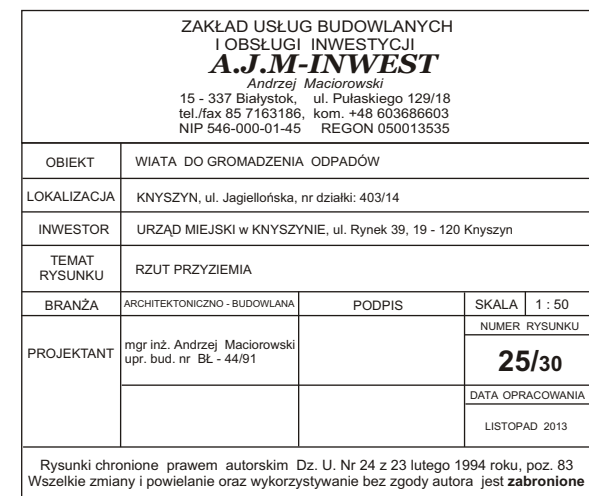 ZAKŁAD USŁUG BUDOWLANYCH
I OBSŁUGI INWESTYCJI
A.J.M-INWEST
Andrzej Maciorowski
15 - 337 Białystok, ul. Pułaskiego 129/18
tel./fax 85 7163186, kom. +48 603686603
NIP 546-000-01-45 REGON 050013535
OBIEKT WIATA DO GROMADZENIA ODPADÓW
LOKALIZACJA KNYSZYN, ul. Jagiellońska, nr działki: 403/14
INWESTOR URZĄD MIEJSKI w KNYSZYNIE, ul. Rynek 39, 19 - 120 Knyszyn
TEMAT
RYSUNKU RZUT PRZYZIEMIA
BRANŻA ARCHITEKTONICZNO - BUDOWLANA PODPIS SKALA 1 : 50
NUMER RYSUNKU
PROJEKTANT mgr inż. Andrzej Maciorowski
upr. bud. nr BŁ - 44/91
25/30
DATA OPRACOWANIA
LISTOPAD 2013
Rysunki chronione prawem autorskim Dz. U. Nr 24 z 23 lutego 1994 roku, poz. 83
Wszelkie zmiany i powielanie oraz wykorzystywanie bez zgody autora jest zabronione